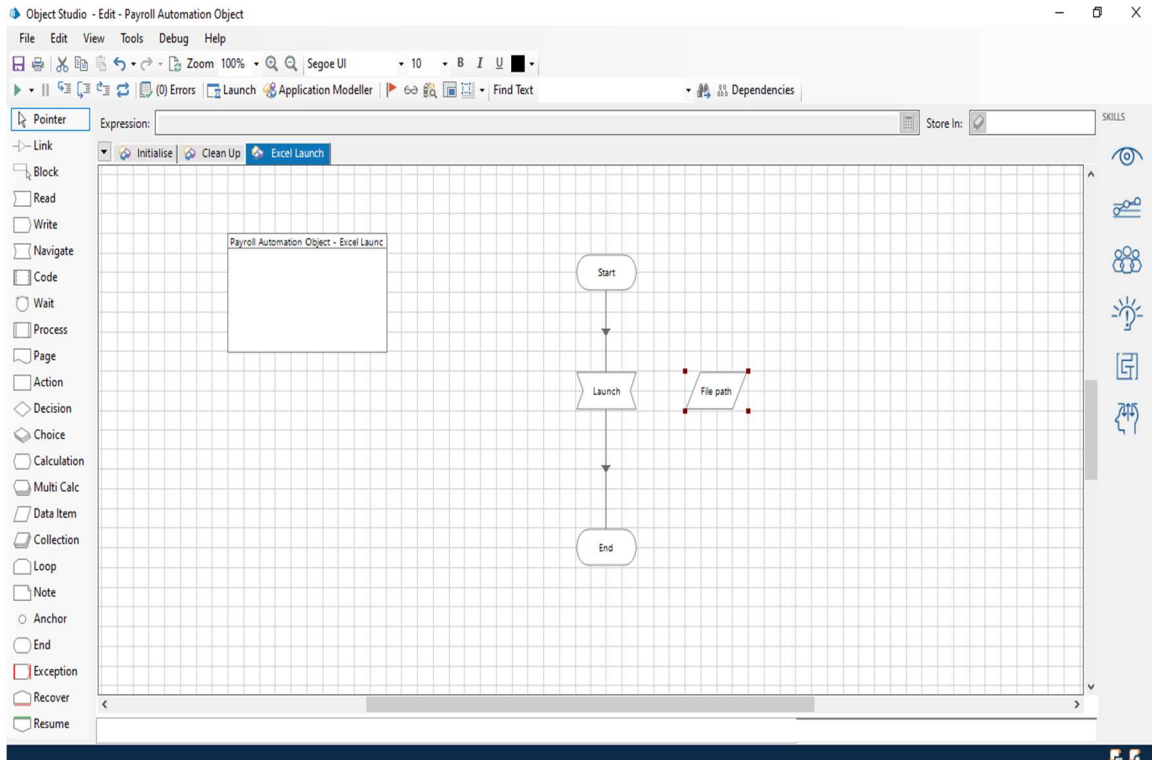 Object Studio - Edit - Payroll Automation Object
File Edit View Tools Debug Help
Zoom 100% Segoe UI 10 B I U
(0) Errors Launch Application Modeller Find Text Dependencies
Pointer Expression: Store In: SKILLS
Link
Initialise Clean Up Excel Launch
Block
Read
Write
Navigate
Payroll Automation Object - Excel Launc
Code
Start
Wait
Process
Page
Action
Launch File path
Decision
Choice
Calculation
Multi Calc
Data Item
Collection
End
Loop
Note
Anchor
End
Exception
Recover
Resume